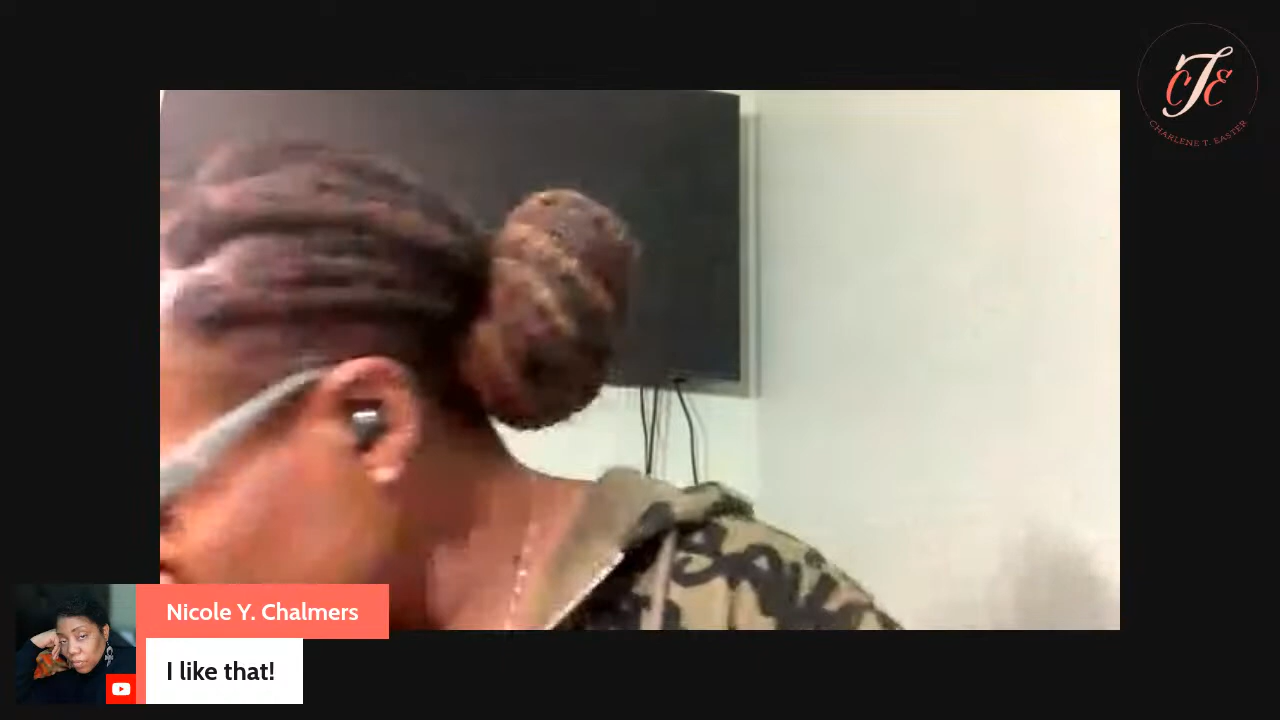 CTE
CHARLENE T. EASTER
Nicole Y. Chalmers
I like that!